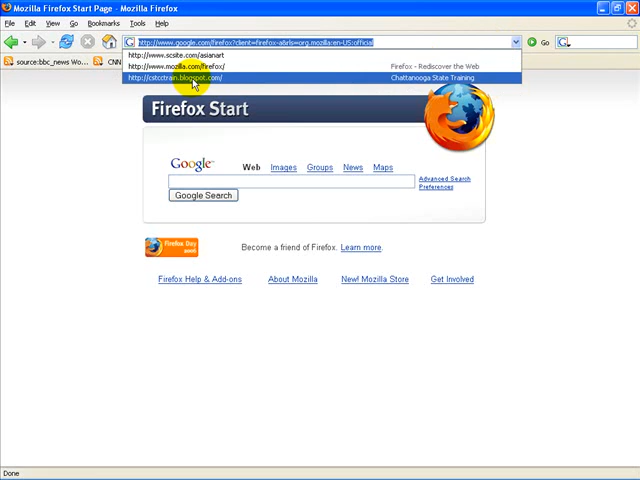 Mozilla Firefox Start Page - Mozilla Firefox
File Edit View Go Bookmarks Tools Help
http://www.google.com/firefox?client=firefox-a&rls=org.mozilla:en-US:official
Go
http://www.scsite.com/asianart
http://www.mozilla.com/firefox/ Firefox - Rediscover the Web
http://cstcctrain.blogspot.com/ Chattanooga State Training
source:bbc_news Wo... CNN
Firefox Start
Google Web Images Groups News Maps
Advanced Search
Preferences
Google Search
Firefox Day
Become a friend of Firefox. Learn more.
Firefox Help & Add-ons About Mozilla New! Mozilla Store Get Involved
Done